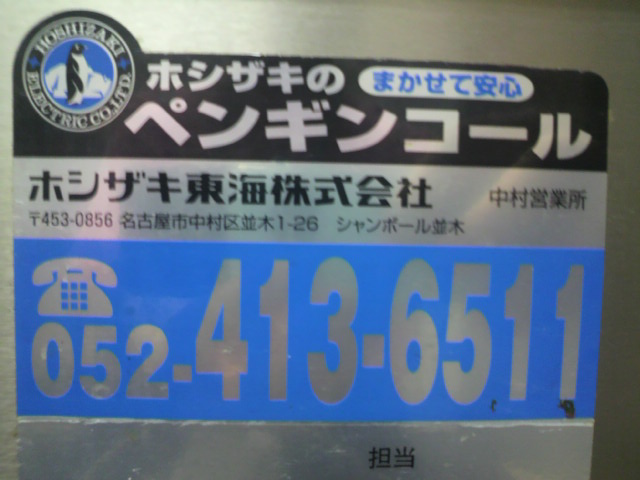 HOSHIZAKI
ELECTRIC CO.,LTD.
ホシザキの まかせて安心
ペンギンコール
ホシザキ東海株式会社 中村営業所
〒453-0856 名古屋市中村区並木1-26 シャンボール並木
052-413-6511
担当